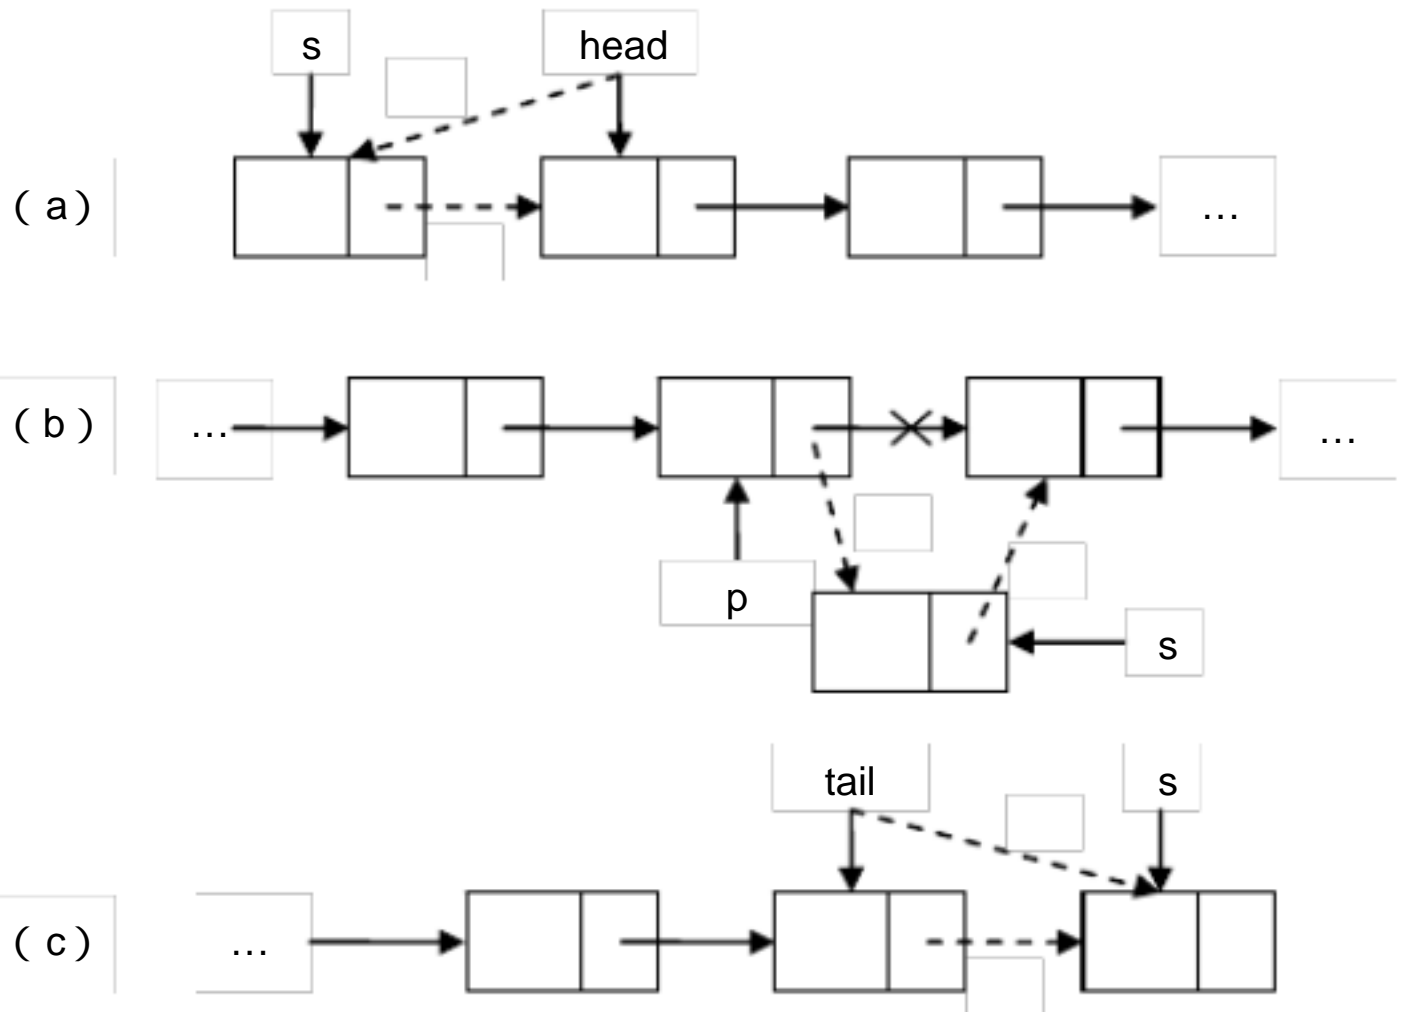 s head
(a) …
(b) … …
p
s
tail s
(c) …